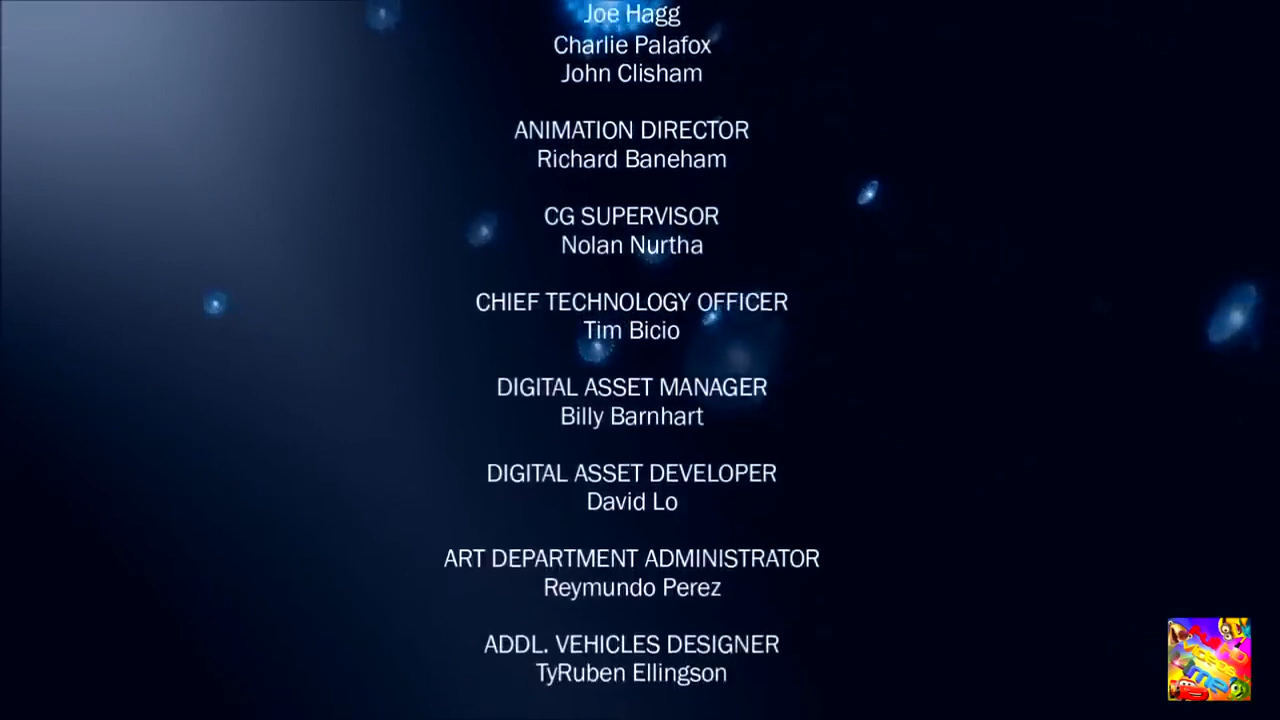 Joe Hagg
Charlie Palafox
John Clisham
ANIMATION DIRECTOR
Richard Baneham
CG SUPERVISOR
Nolan Nurtha
CHIEF TECHNOLOGY OFFICER
Tim Bicio
DIGITAL ASSET MANAGER
Billy Barnhart
DIGITAL ASSET DEVELOPER
David Lo
ART DEPARTMENT ADMINISTRATOR
Reymundo Perez
ADDL. VEHICLES DESIGNER
TyRuben Ellingson